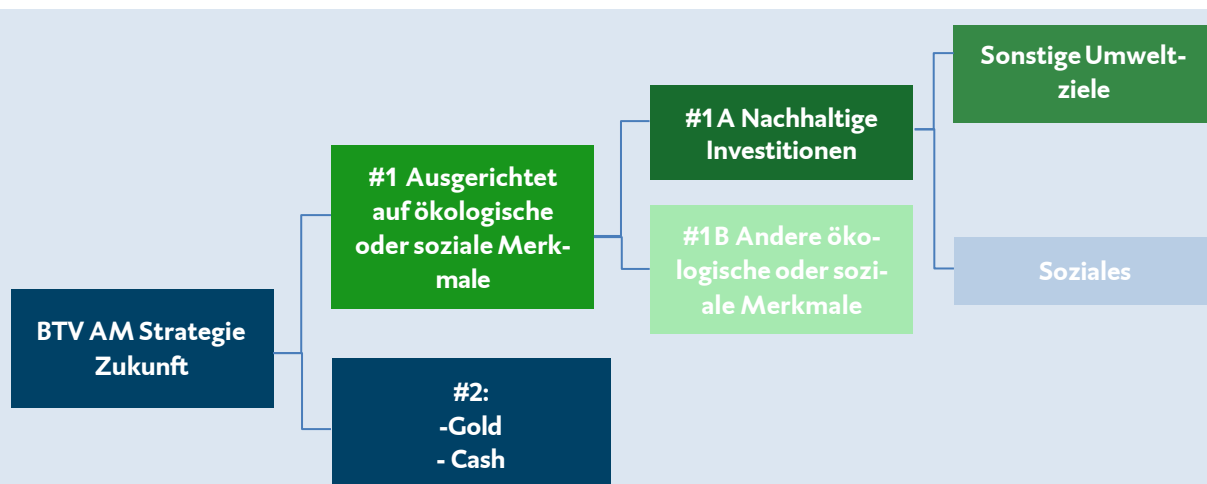 BTV AM Strategie
Zukunft
#1 Ausgerichtet
auf ökologische
oder soziale Merk-
male
#2:
-Gold
- Cash
#1 A Nachhaltige
Investitionen
#1B Andere öko-
logische oder sozi-
ale Merkmale
Sonstige Umwelt-
ziele
Soziales